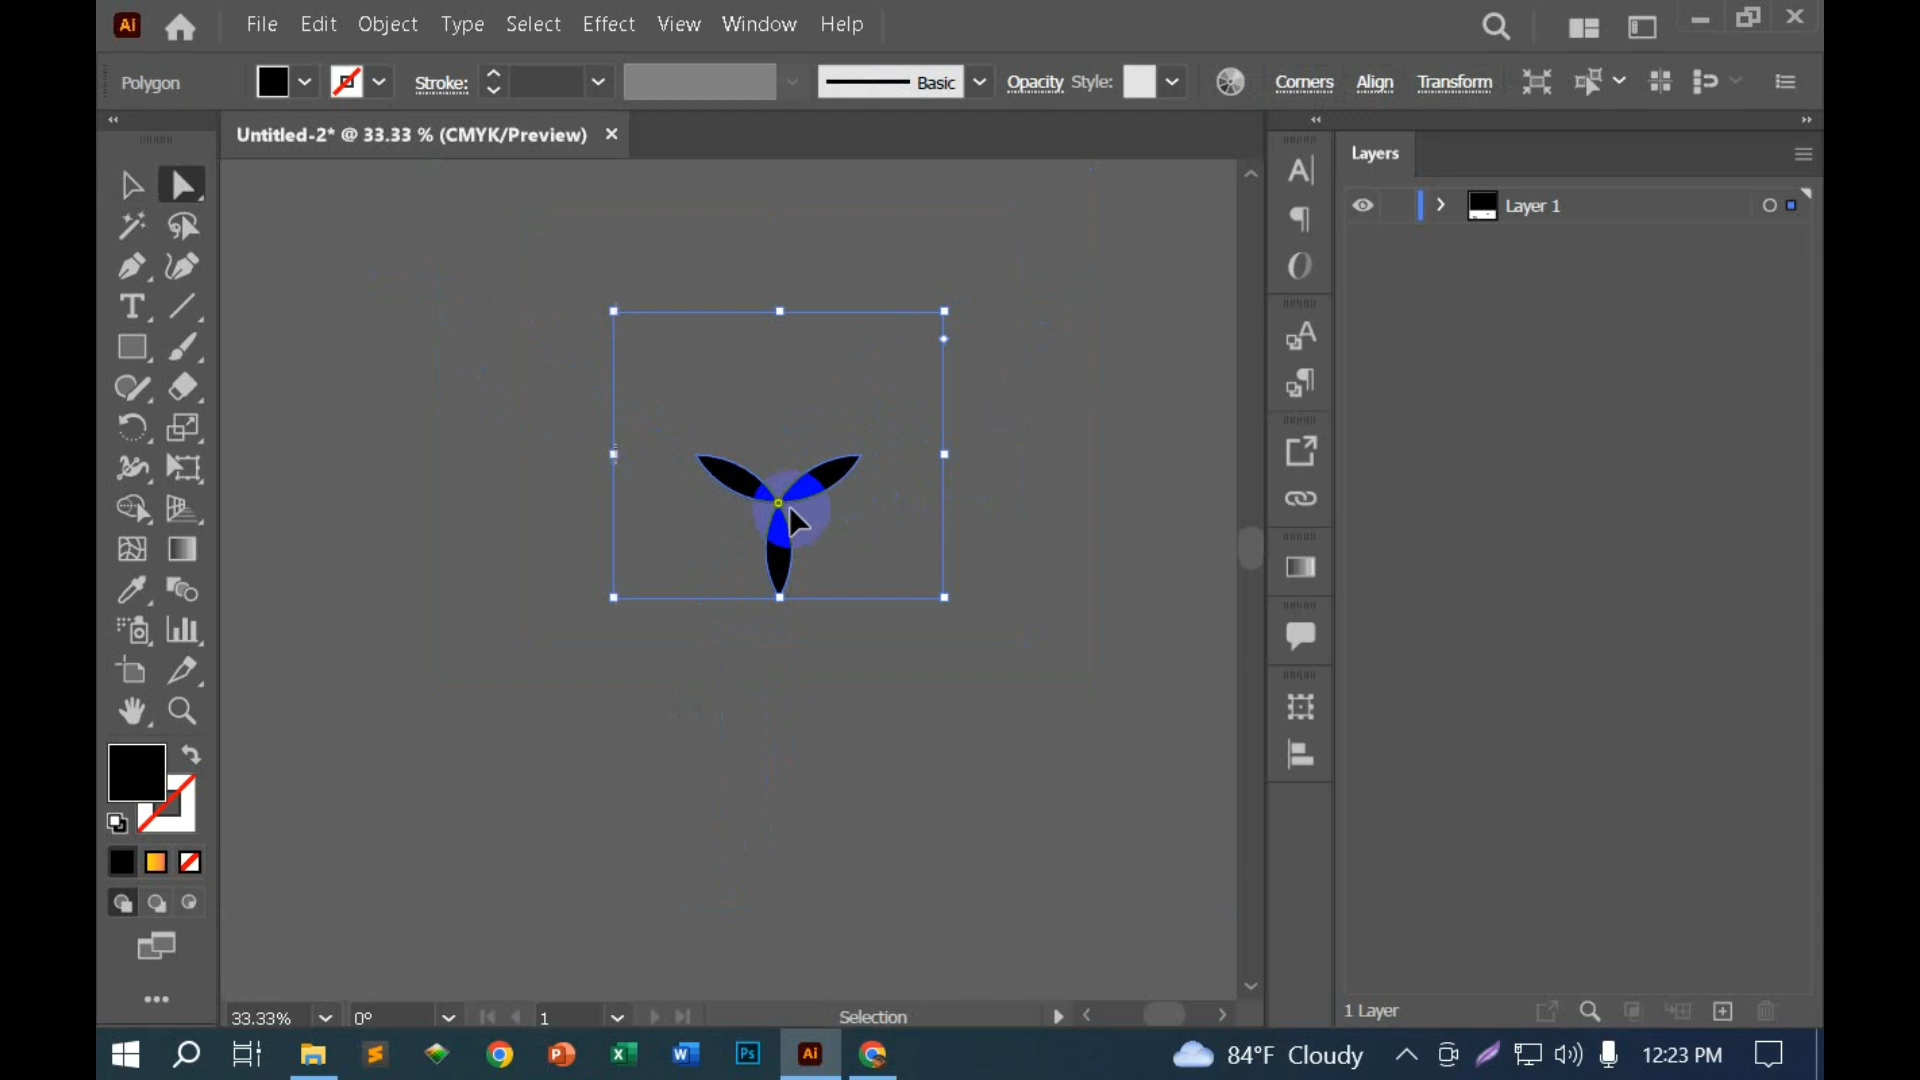 Ai File Edit Object Type Select Effect View Window Help
Polygon Stroke: Basic Opacity Style: Corners Align Transform
Untitled-2* @ 33.33 % (CMYK/Preview)
Layers
Layer 1
33.33% 0° 1 Selection
1 Layer
Ps Ai 84°F Cloudy 12:23 PM